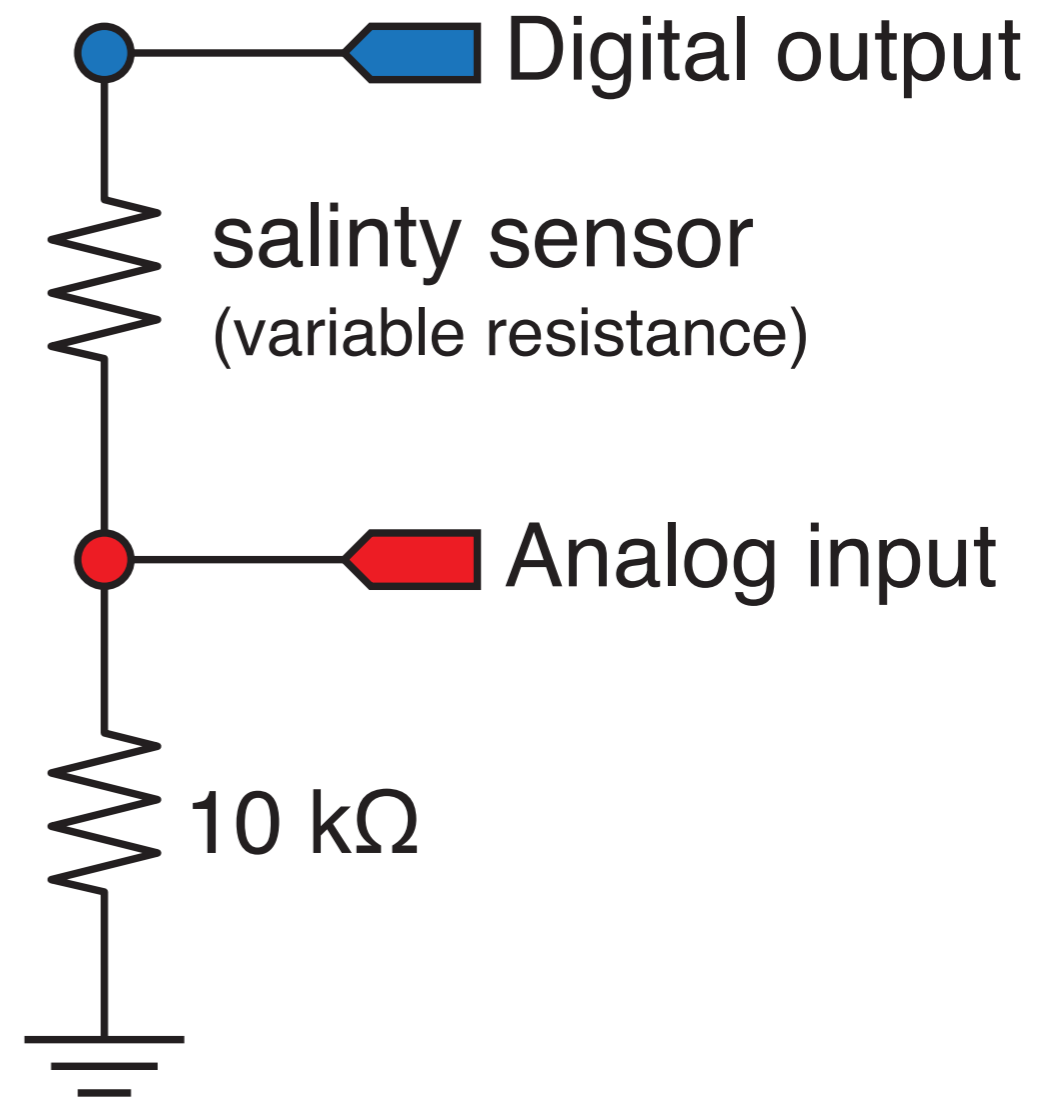 Digital output
salinty sensor
(variable resistance)
Analog input
10 kΩ